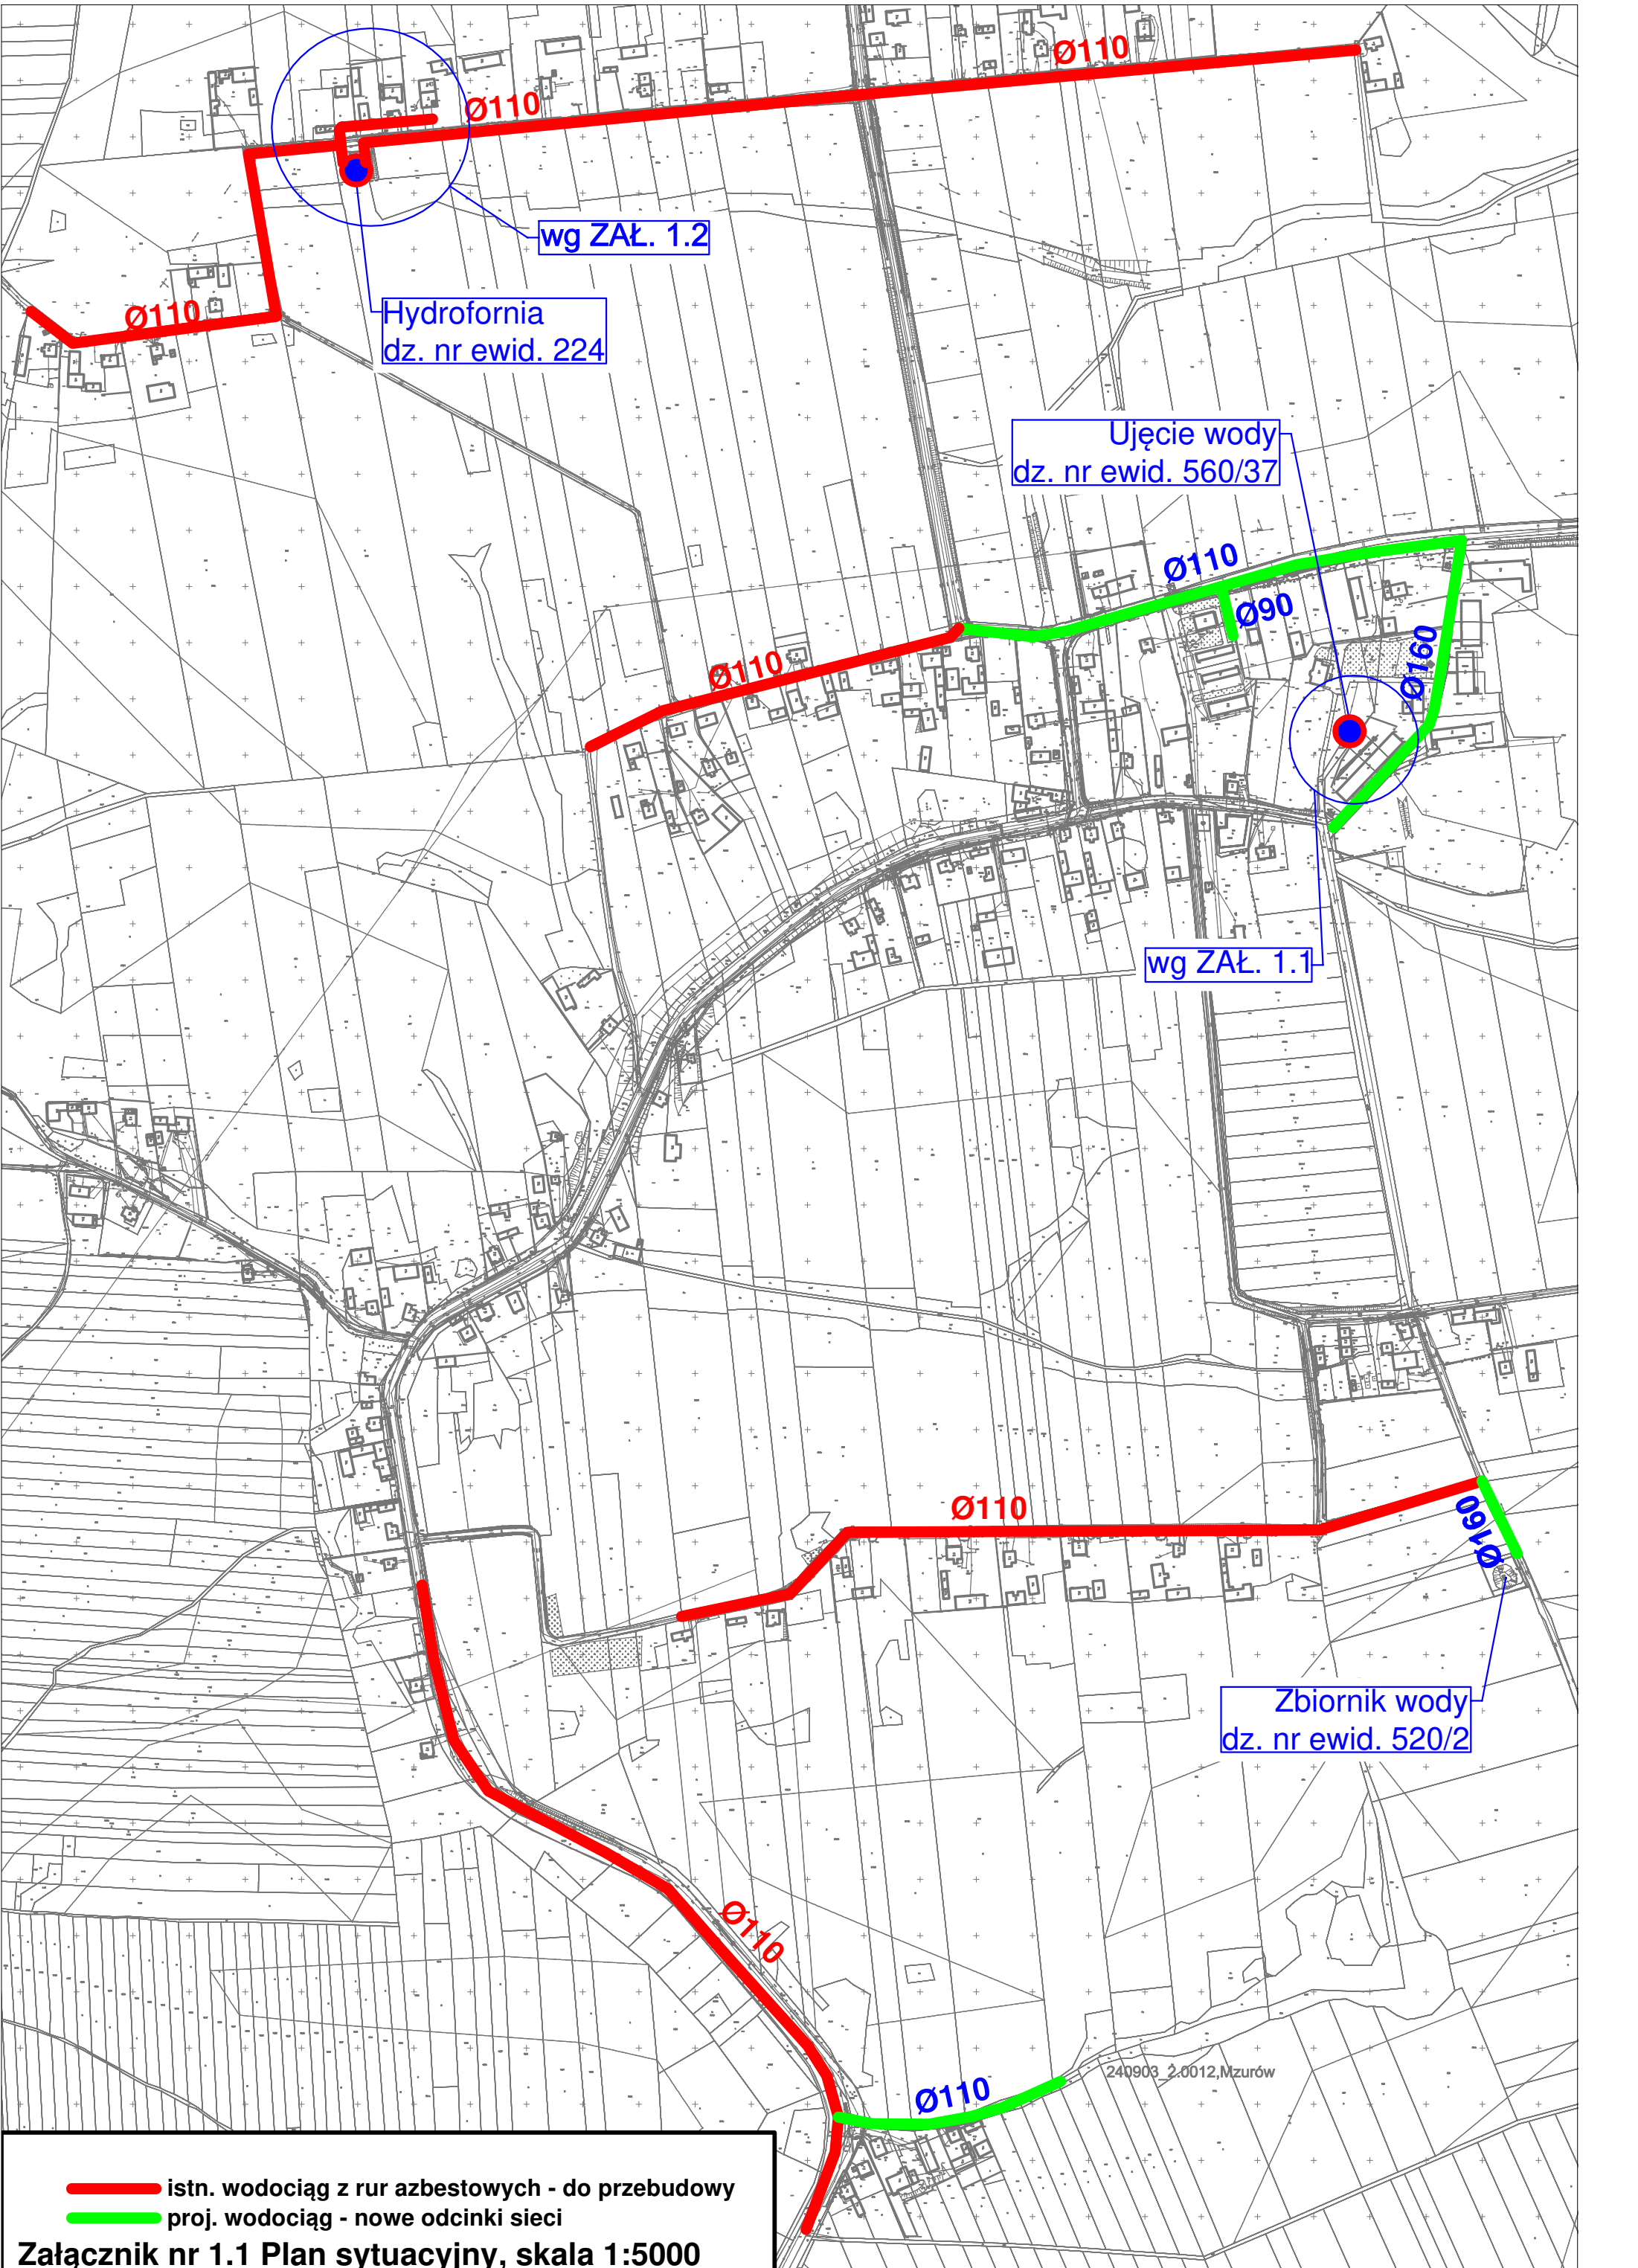 Ø110
Ø110
wg ZAŁ. 1.2
Ø110
Hydrofornia
dz. nr ewid. 224
Ujęcie wody
dz. nr ewid. 560/37
Ø110
Ø90
Ø160
Ø110
wg ZAŁ. 1.1
Ø110
Ø160
Zbiornik wody
dz. nr ewid. 520/2
Ø110
240903_2.0012,Mzurów
Ø110
istn. wodociąg z rur azbestowych - do przebudowy
proj. wodociąg - nowe odcinki sieci
Załącznik nr 1.1 Plan sytuacyjny, skala 1:5000